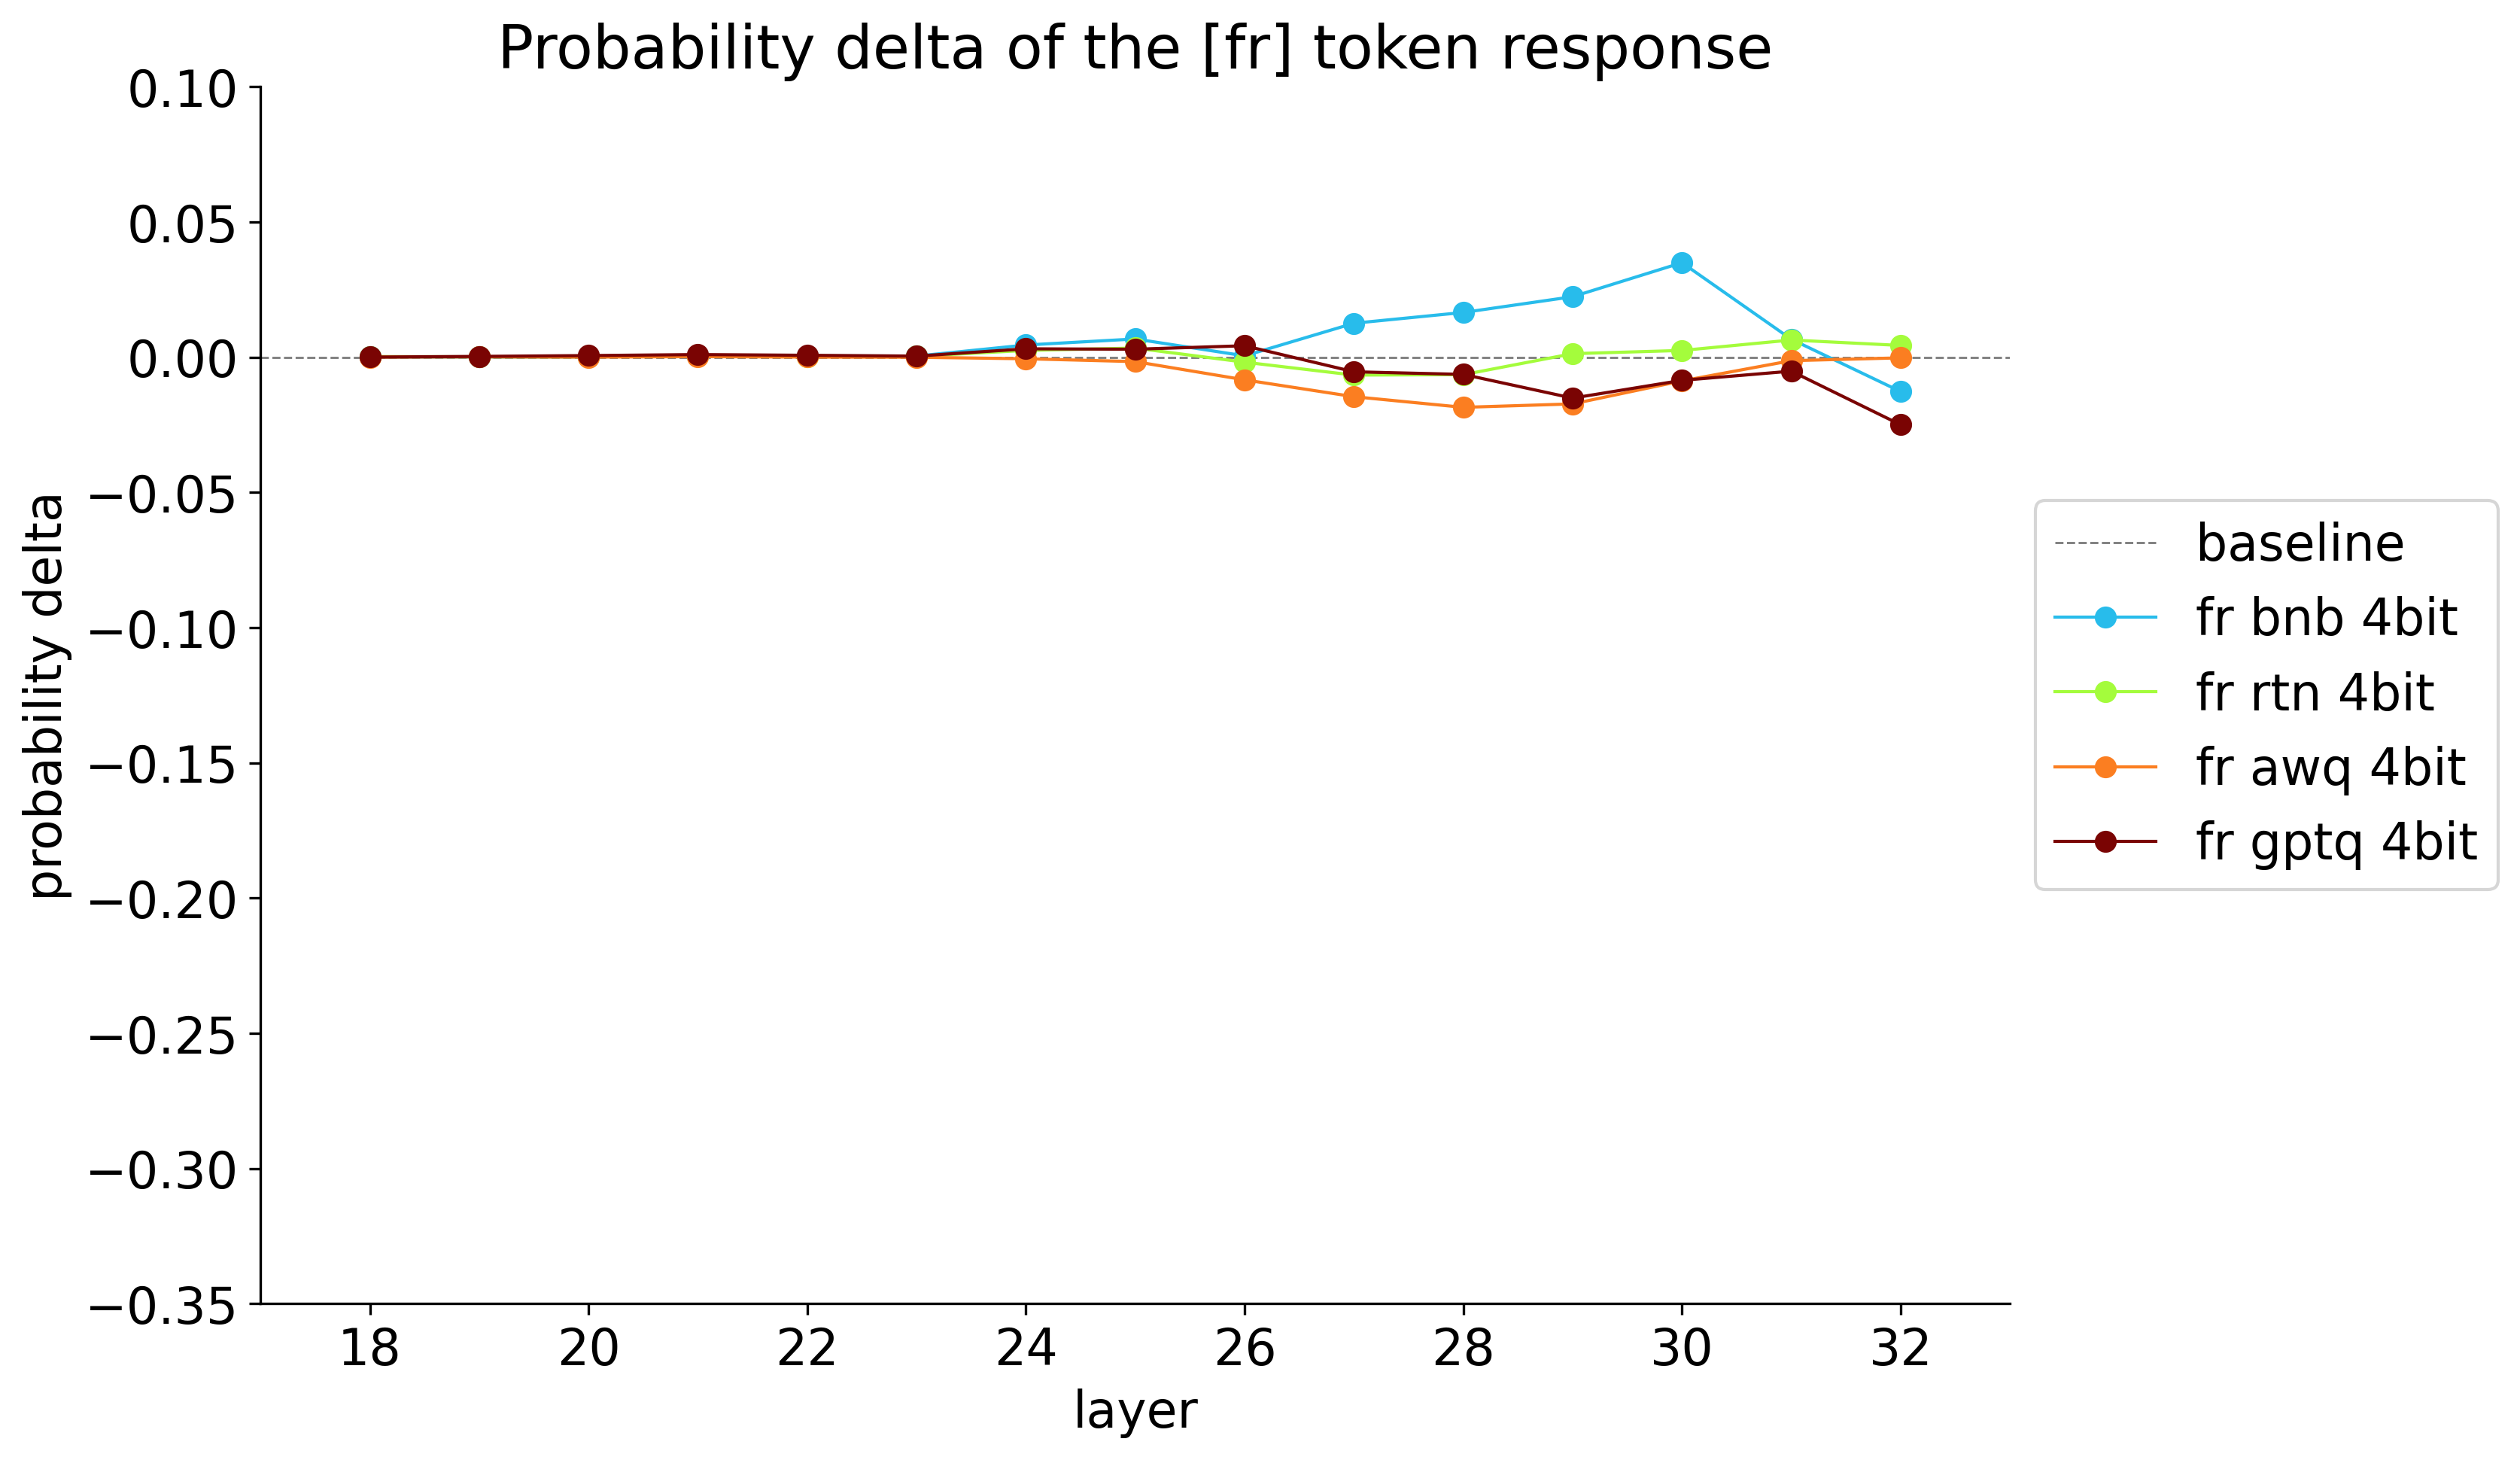 Probability delta of the [fr] token response
0.10
0.05
0.00
−0.05
−0.10
−0.15
−0.20
−0.25
−0.30
−0.35
probability delta
18 20 22 24 26 28 30 32
layer
baseline
fr bnb 4bit
fr rtn 4bit
fr awq 4bit
fr gptq 4bit